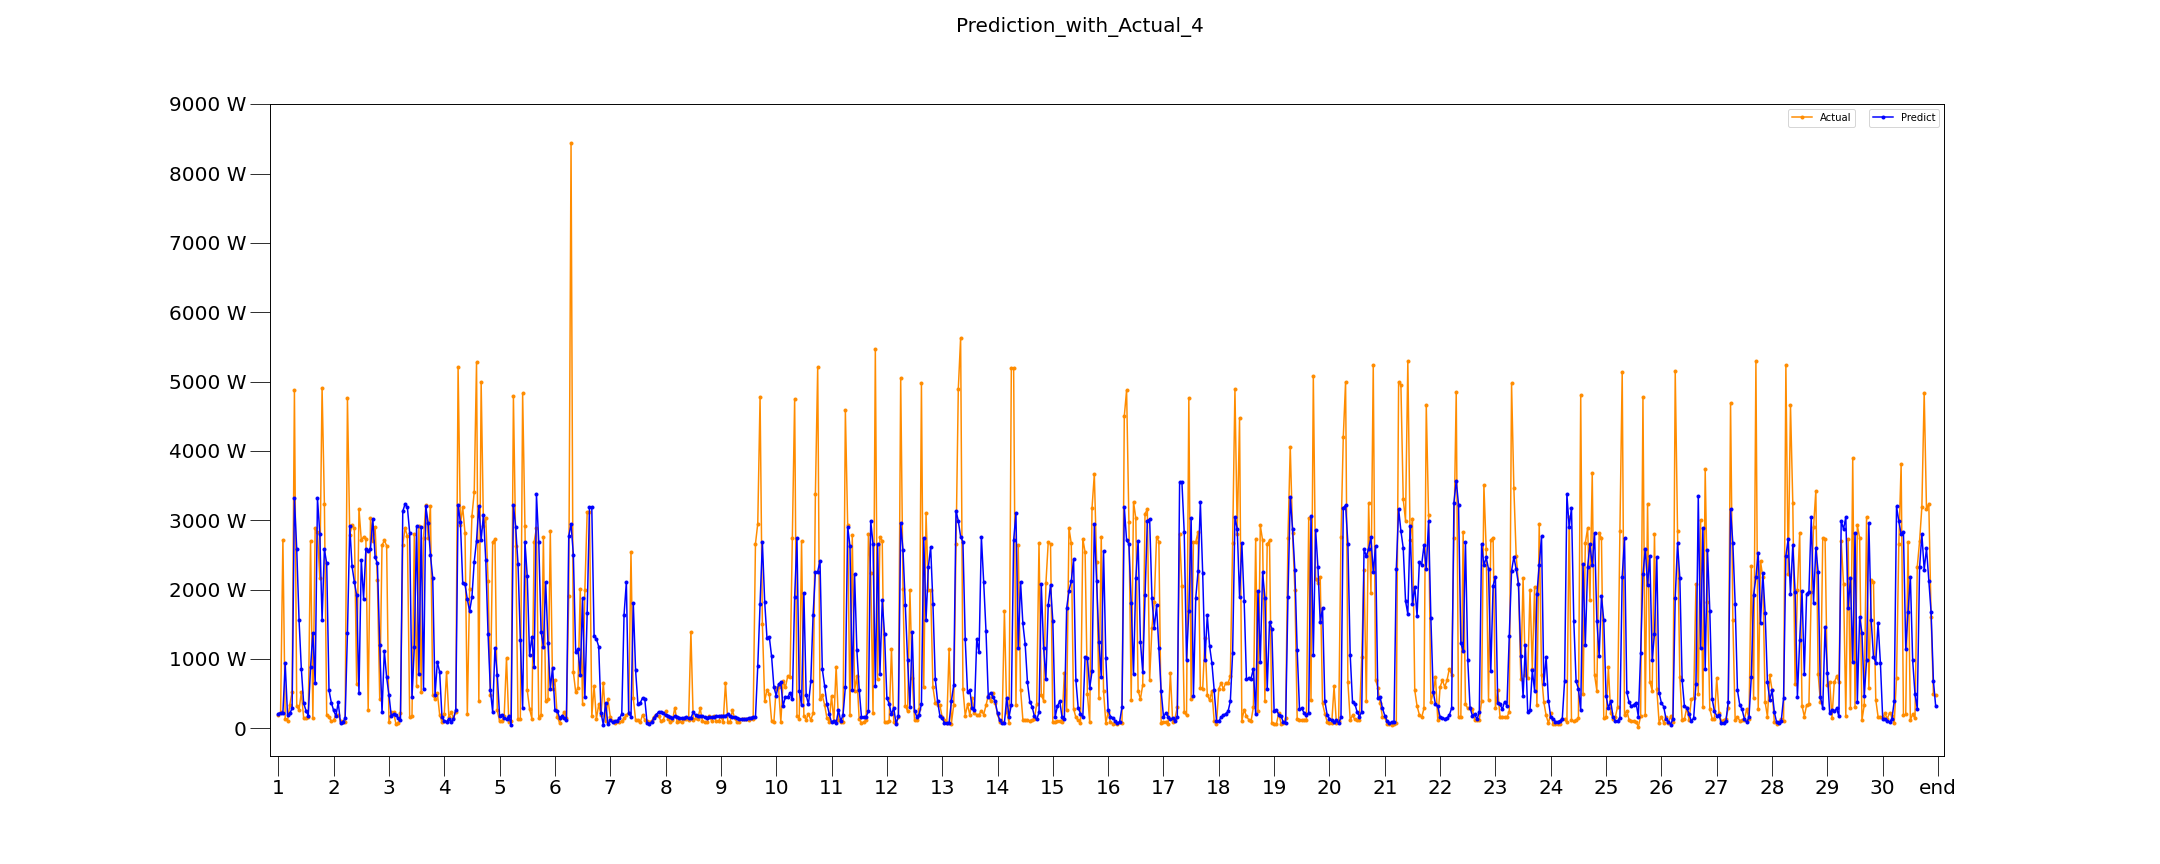 Prediction_with_Actual_4
9000 W
8000 W
7000 W
6000 W
5000 W
4000 W
3000 W
2000 W
1000 W
0
Actual Predict
1 2 3 4 5 6 7 8 9 10 11 12 13 14 15 16 17 18 19 20 21 22 23 24 25 26 27 28 29 30 end